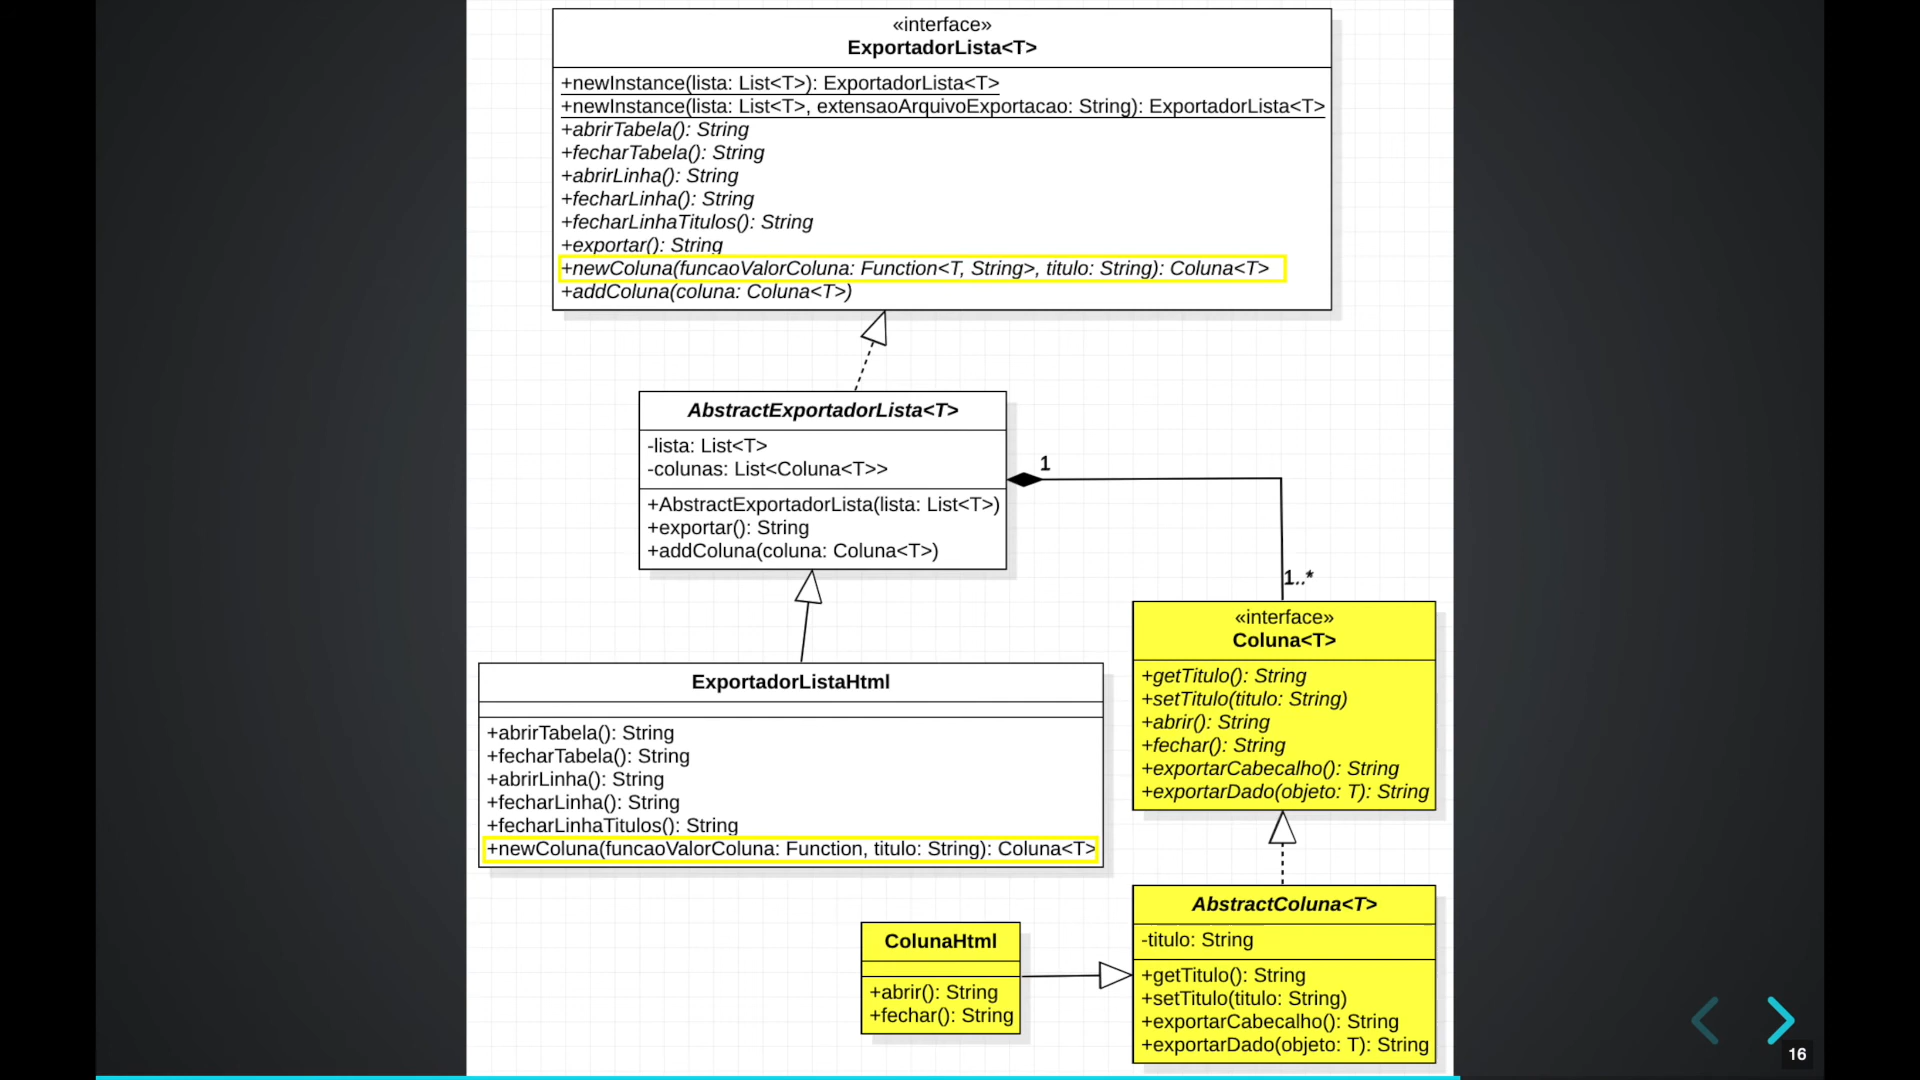 «interface»
ExportadorLista<T>
+newInstance(lista: List<T>): ExportadorLista<T>
+newInstance(lista: List<T>, extensaoArquivoExportacao: String): ExportadorLista<T>
+abrirTabela(): String
+fecharTabela(): String
+abrirLinha(): String
+fecharLinha(): String
+fecharLinhaTitulos(): String
+exportar(): String
+newColuna(funcaoValorColuna: Function<T, String>, titulo: String): Coluna<T>
+addColuna(coluna: Coluna<T>)
AbstractExportadorLista<T>
-lista: List<T>
-colunas: List<Coluna<T>>
+AbstractExportadorLista(lista: List<T>)
+exportar(): String
+addColuna(coluna: Coluna<T>)
1
1..*
ExportadorListaHtml
+abrirTabela(): String
+fecharTabela(): String
+abrirLinha(): String
+fecharLinha(): String
+fecharLinhaTitulos(): String
+newColuna(funcaoValorColuna: Function, titulo: String): Coluna<T>
«interface»
Coluna<T>
+getTitulo(): String
+setTitulo(titulo: String)
+abrir(): String
+fechar(): String
+exportarCabecalho(): String
+exportarDado(objeto: T): String
ColunaHtml
+abrir(): String
+fechar(): String
AbstractColuna<T>
-titulo: String
+getTitulo(): String
+setTitulo(titulo: String)
+exportarCabecalho(): String
+exportarDado(objeto: T): String
16